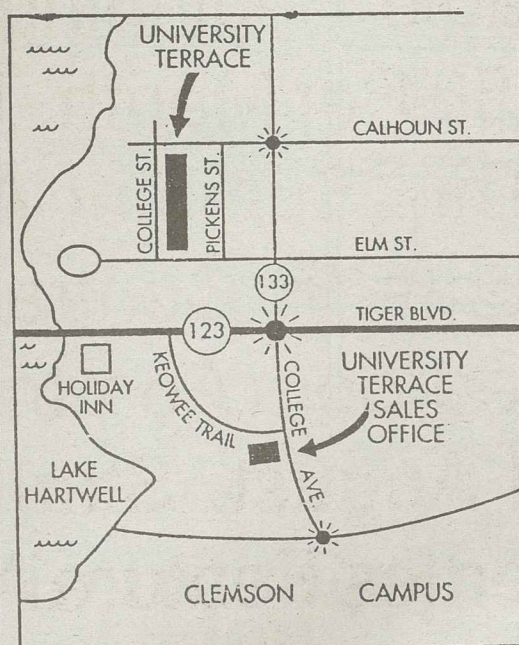 UNIVERSITY
TERRACE
CALHOUN ST.
COLLEGE ST.
PICKENS ST.
ELM ST.
133
TIGER BLVD.
123
HOLIDAY
INN
KEOWEE TRAIL
COLLEGE AVE.
UNIVERSITY
TERRACE
SALES
OFFICE
LAKE
HARTWELL
CLEMSON CAMPUS